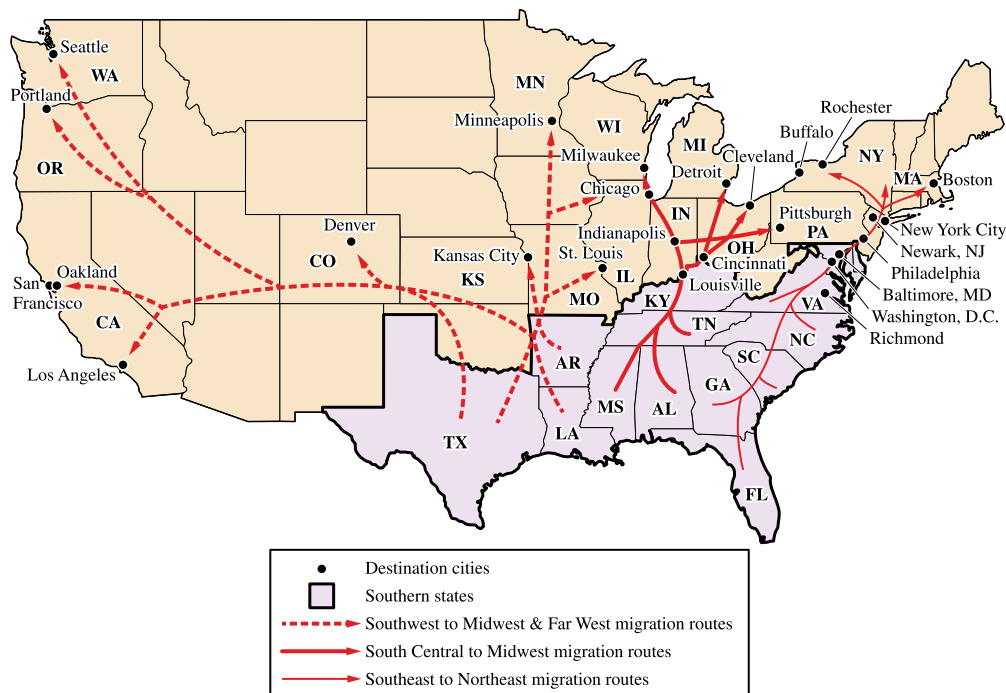 Seattle
WA
Portland
OR
MN
Minneapolis
WI
Milwaukee
Chicago
MI
Detroit
Cleveland
Buffalo
Rochester
NY
MA
Boston
Pittsburgh
PA
New York City
Newark, NJ
Philadelphia
Baltimore, MD
Washington, D.C.
Richmond
IN
Indianapolis
OH
Cincinnati
Louisville
Denver
CO
Kansas City
KS
St. Louis
IL
MO
San
Francisco
Oakland
CA
Los Angeles
KY
VA
TN
NC
AR
SC
GA
MS
AL
TX
LA
FL
Destination cities
Southern states
Southwest to Midwest & Far West migration routes
South Central to Midwest migration routes
Southeast to Northeast migration routes